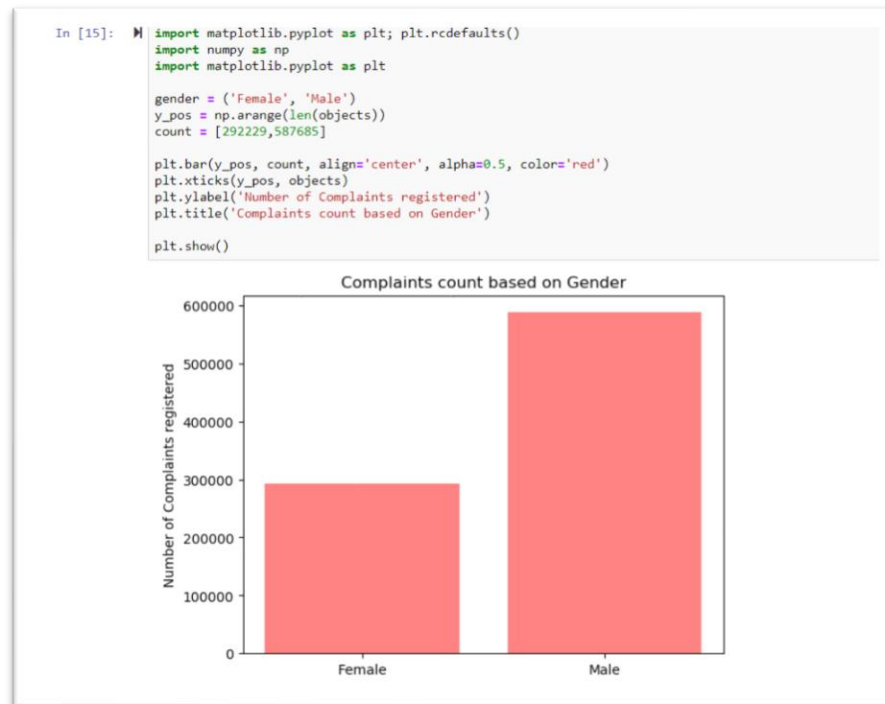 In [15]:
import matplotlib.pyplot as plt; plt.rcdefaults()
import numpy as np
import matplotlib.pyplot as plt
gender = ('Female', 'Male')
y_pos = np.arange(len(objects))
count = [292229,587685]
plt.bar(y_pos, count, align='center', alpha=0.5, color='red')
plt.xticks(y_pos, objects)
plt.ylabel('Number of Complaints registered')
plt.title('Complaints count based on Gender')
plt.show()
Complaints count based on Gender
Number of Complaints registered
600000
500000
400000
300000
200000
100000
0
Female Male